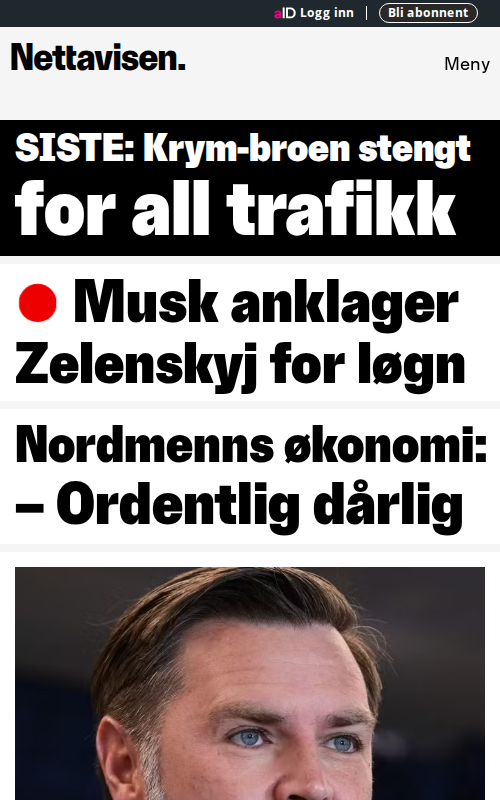 aID Logg inn
Bli abonnent
Nettavisen.
Meny
SISTE: Krym-broen stengt
for all trafikk
Musk anklager
Zelenskyj for løgn
Nordmenns økonomi:
– Ordentlig dårlig